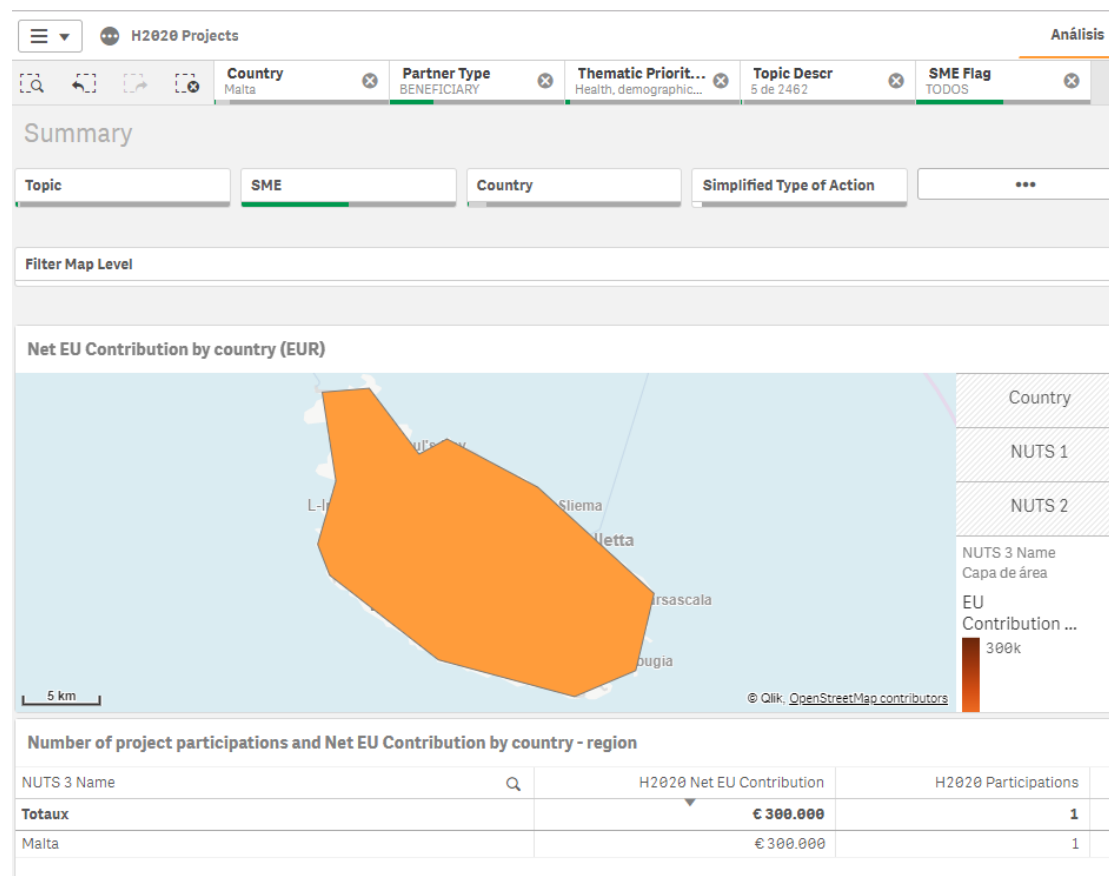 H2020 Projects
Análisis
Country
Malta
Partner Type
BENEFICIARY
Thematic Priorit...
Health, demographic...
Topic Descr
5 de 2462
SME Flag
TODOS
Summary
Topic
SME
Country
Simplified Type of Action
Filter Map Level
Net EU Contribution by country (EUR)
Sliema
5 km
© Qlik, OpenStreetMap contributors
Country
NUTS 1
NUTS 2
NUTS 3 Name
Capa de área
EU
Contribution ...
300k
Number of project participations and Net EU Contribution by country - region
NUTS 3 Name
H2020 Net EU Contribution
H2020 Participations
Totaux
€ 300.000
1
Malta
€ 300.000
1